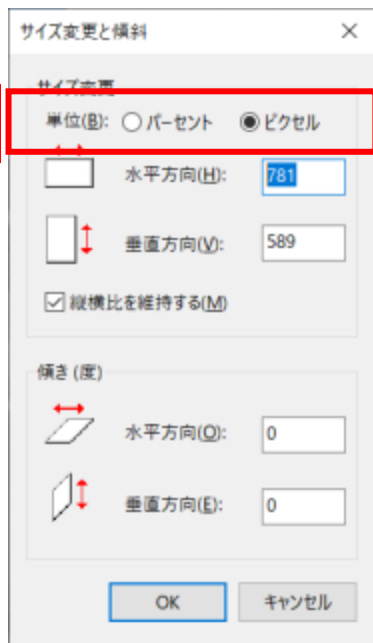 サイズ変更と傾斜
サイズ変更
単位(B): パーセント ピクセル
水平方向(H): 781
垂直方向(V): 589
縦横比を維持する(M)
傾き (度)
水平方向(O): 0
垂直方向(E): 0
OK キャンセル